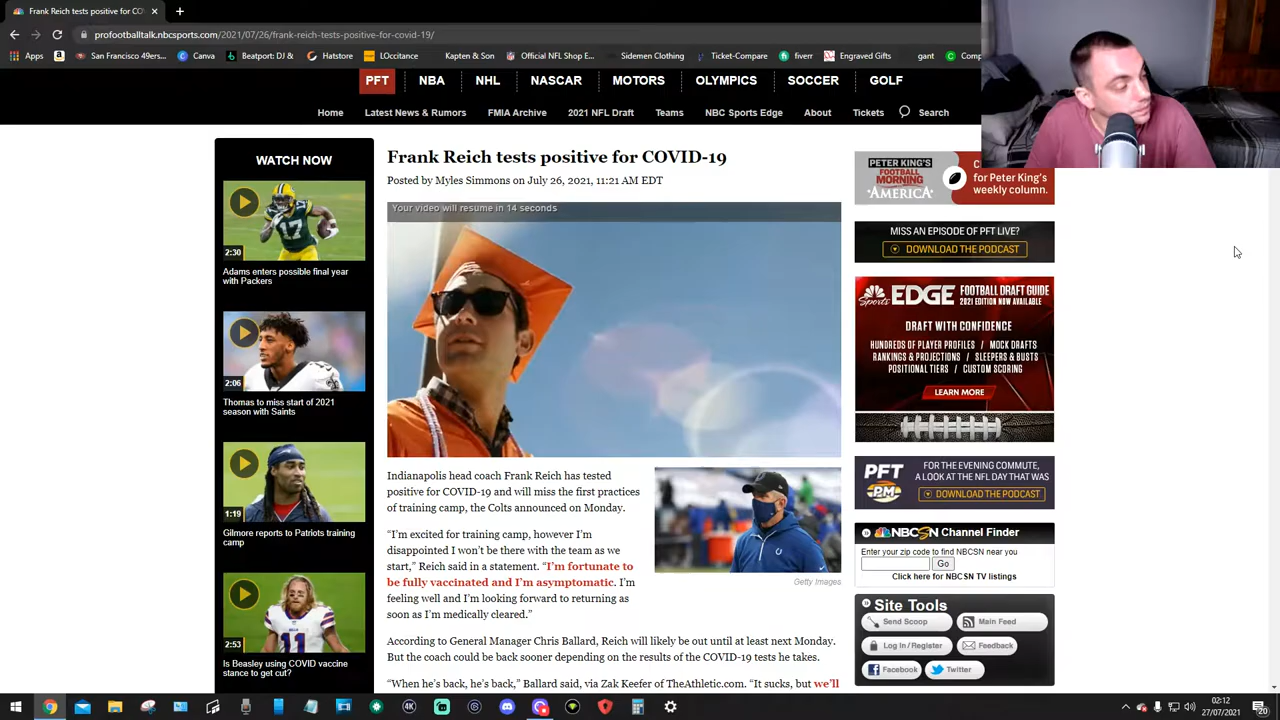 Frank Reich tests positive for COV
profootballtalk.nbcsports.com/2021/07/26/frank-reich-tests-positive-for-covid-19/
Apps
San Francisco 49ers...
Canva
Beatport: DJ /
Hatstore
LOccitance
Kapten & Son
Official NFL Shop E...
Sidemen Clothing
Ticket-Compare
fiverr
Engraved Gifts
gant
Comp
PFT
NBA
NHL
NASCAR
MOTORS
OLYMPICS
SOCCER
GOLF
Home
Latest News & Rumors
FMIA Archive
2021 NFL Draft
Teams
NBC Sports Edge
About
Tickets
Search
WATCH NOW
2:30
Adams enters possible final year
with Packers
2:06
Thomas to miss start of 2021
season with Saints
1:19
Gilmore reports to Patriots training
camp
2:53
Is Beasley using COVID vaccine
stance to get cut?
Frank Reich tests positive for COVID-19
Posted by Myles Simmons on July 26, 2021, 11:21 AM EDT
Your video will resume in 14 seconds
Indianapolis head coach Frank Reich has tested
positive for COVID-19 and will miss the first practices
of training camp, the Colts announced on Monday.
"I'm excited for training camp, however I'm
disappointed I won't be there with the team as we
start," Reich said in a statement. "I'm fortunate to
be fully vaccinated and I'm asymptomatic. I'm
feeling well and I'm looking forward to returning as
soon as I'm medically cleared."
Getty Images
According to General Manager Chris Ballard, Reich will likely be out until at least next Monday.
But the coach could be back sooner depending on the results of the COVID-19 tests he takes.
"When he's back, he's back," Ballard said, via Zak Keefer of TheAthletic.com. "It sucks, but we'll
PETER KING'S
FOOTBALL
MORNING
IN
AMERICA
C
for Peter King's
weekly column.
MISS AN EPISODE OF PFT LIVE?
DOWNLOAD THE PODCAST
Sports EDGE FOOTBALL DRAFT GUIDE
2021 EDITION NOW AVAILABLE
DRAFT WITH CONFIDENCE
HUNDREDS OF PLAYER PROFILES / MOCK DRAFTS
RANKINGS & PROJECTIONS / SLEEPERS & BUSTS
POSITIONAL TIERS / CUSTOM SCORING
LEARN MORE
PFT
PM
FOR THE EVENING COMMUTE,
A LOOK AT THE NFL DAY THAT WAS
DOWNLOAD THE PODCAST
NBCSN Channel Finder
Enter your zip code to find NBCSN near you
Go
Click here for NBCSN TV listings
Site Tools
Send Scoop
Main Feed
Log In / Register
Feedback
Facebook
Twitter
02:12
27/07/2021
20